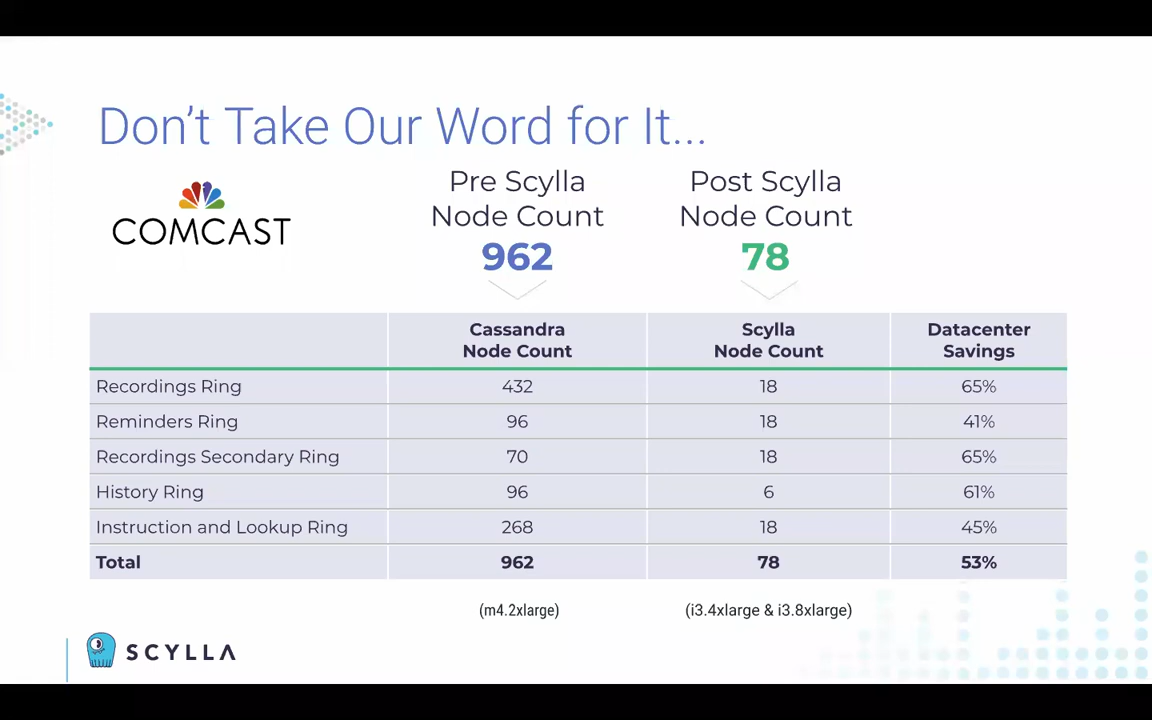 Don't Take Our Word for It...
COMCAST
Pre Scylla
Node Count
962
Post Scylla
Node Count
78
Cassandra
Node Count
Scylla
Node Count
Datacenter
Savings
Recordings Ring 432 18 65%
Reminders Ring 96 18 41%
Recordings Secondary Ring 70 18 65%
History Ring 96 6 61%
Instruction and Lookup Ring 268 18 45%
Total 962 78 53%
(m4.2xlarge) (i3.4xlarge & i3.8xlarge)
SCYLLA